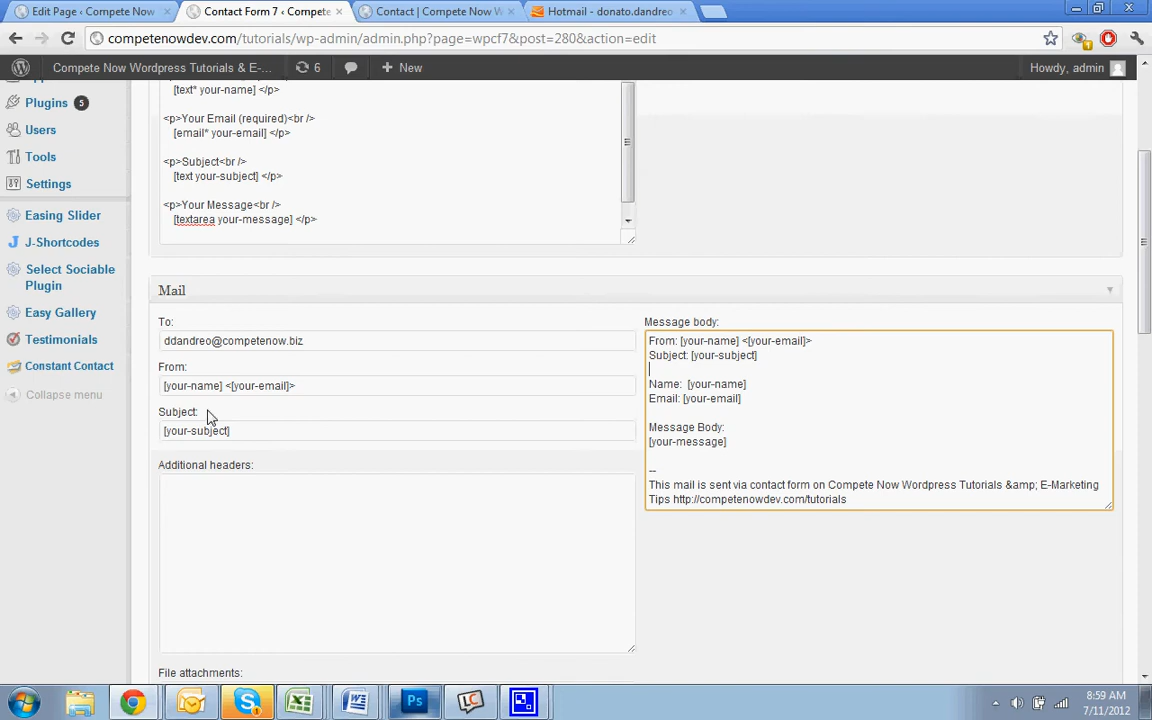 Edit Page ‹ Compete Now
Contact Form 7 ‹ Compete
Contact | Compete Now W
Hotmail - donato.dandreo
competenowdev.com/tutorials/wp-admin/admin.php?page=wpcf7&post=280&action=edit
Compete Now Wordpress Tutorials & E-... 6 New Howdy, admin
Plugins 5
Users
Tools
Settings
Easing Slider
J-Shortcodes
Select Sociable
Plugin
Easy Gallery
Testimonials
Constant Contact
Collapse menu
[text* your-name] </p>
<p>Your Email (required)<br />
[email* your-email] </p>
<p>Subject<br />
[text your-subject] </p>
<p>Your Message<br />
[textarea your-message] </p>
Mail
To:
ddandreo@competenow.biz
From:
[your-name] <[your-email]>
Subject:
[your-subject]
Additional headers:
File attachments:
Message body:
From: [your-name] <[your-email]>
Subject: [your-subject]
Name:  [your-name]
Email: [your-email]
Message Body:
[your-message]
--
This mail is sent via contact form on Compete Now Wordpress Tutorials &amp; E-Marketing
Tips http://competenowdev.com/tutorials
8:59 AM
7/11/2012